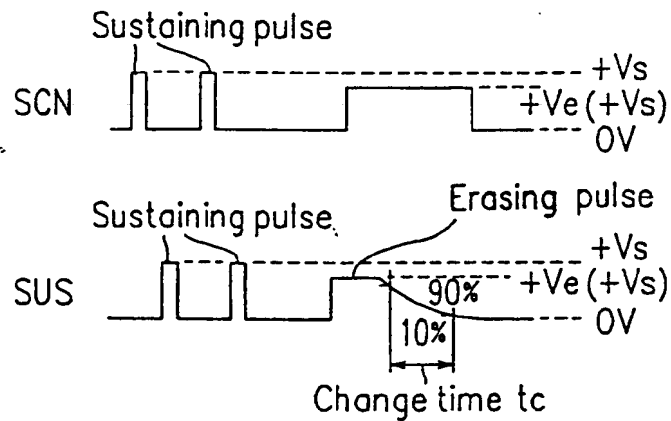 Sustaining pulse
+Vs
SCN
+Ve (+Vs)
0V
Erasing pulse
Sustaining pulse
+Vs
SUS
90%
+Ve (+Vs)
10%
0V
Change time tc